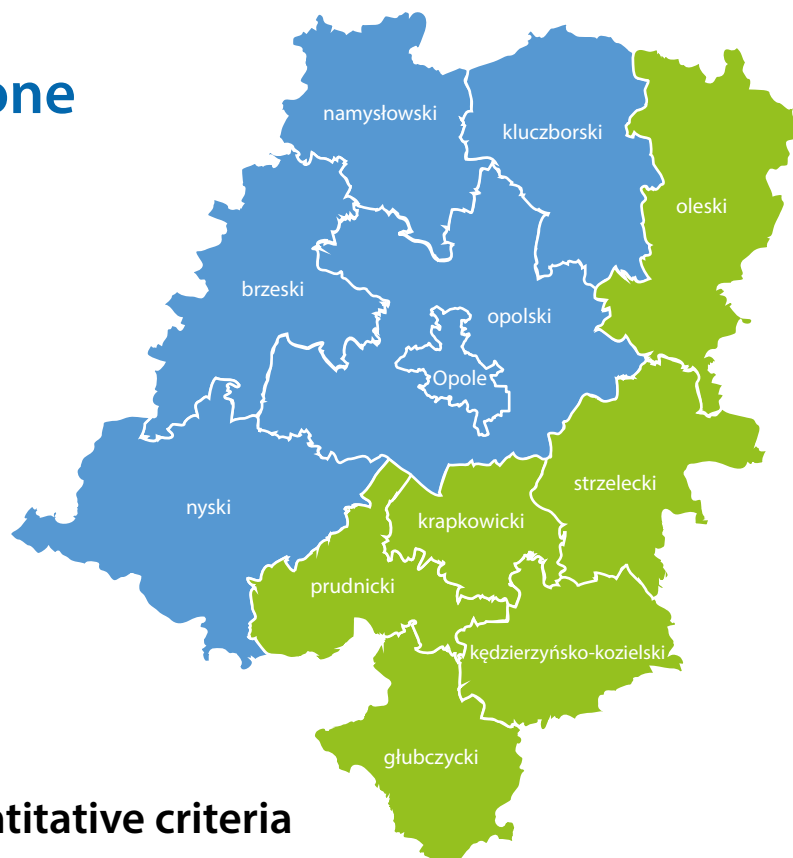 one
namysłowski
kluczborski
oleski
brzeski
opolski
Opole
strzelecki
nyski
krapkowicki
prudnicki
kędzierzyńsko-kozielski
głubczycki
ntitative criteria